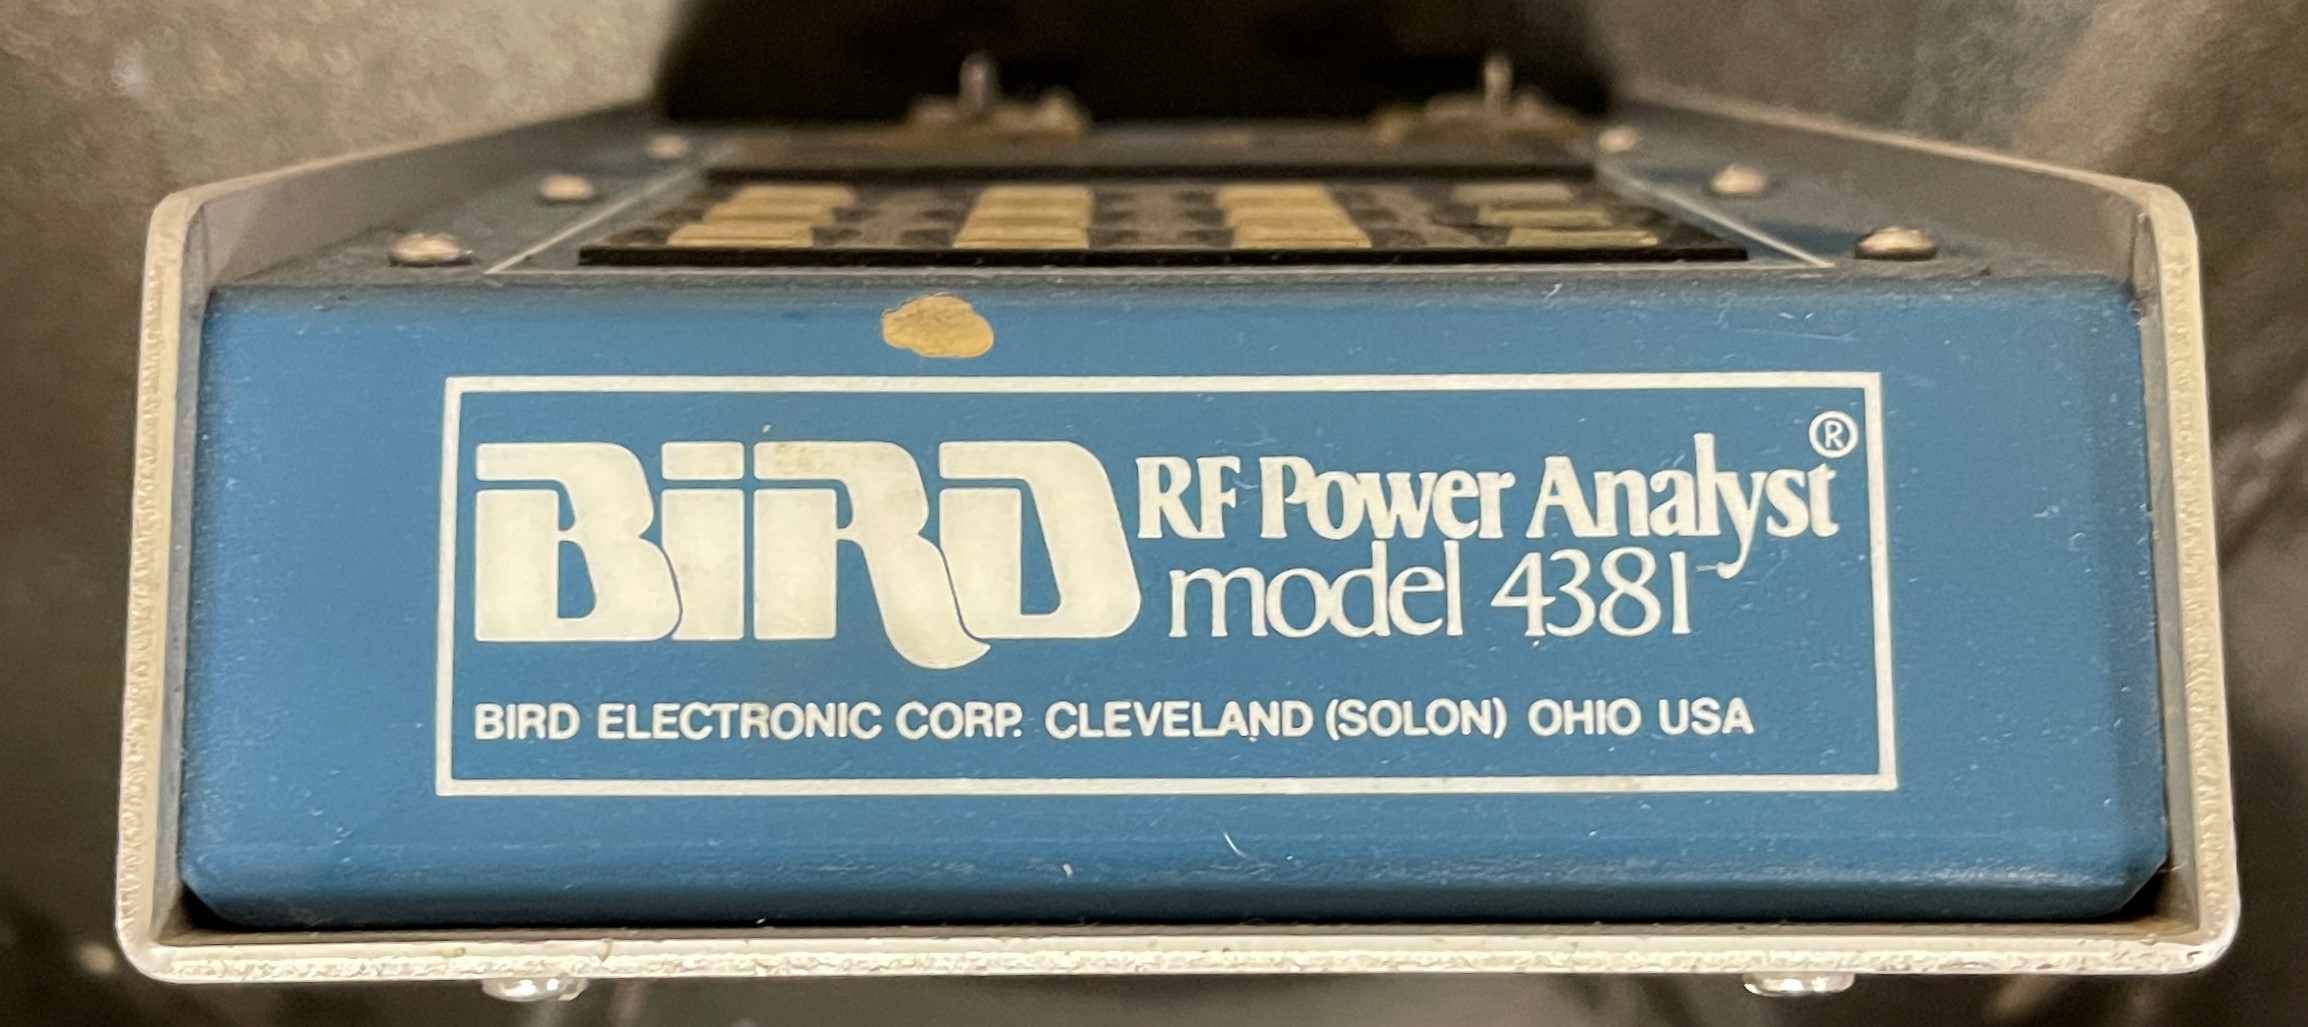 BiRD RF Power Analyst®
model 4381
BIRD ELECTRONIC CORP. CLEVELAND (SOLON) OHIO USA